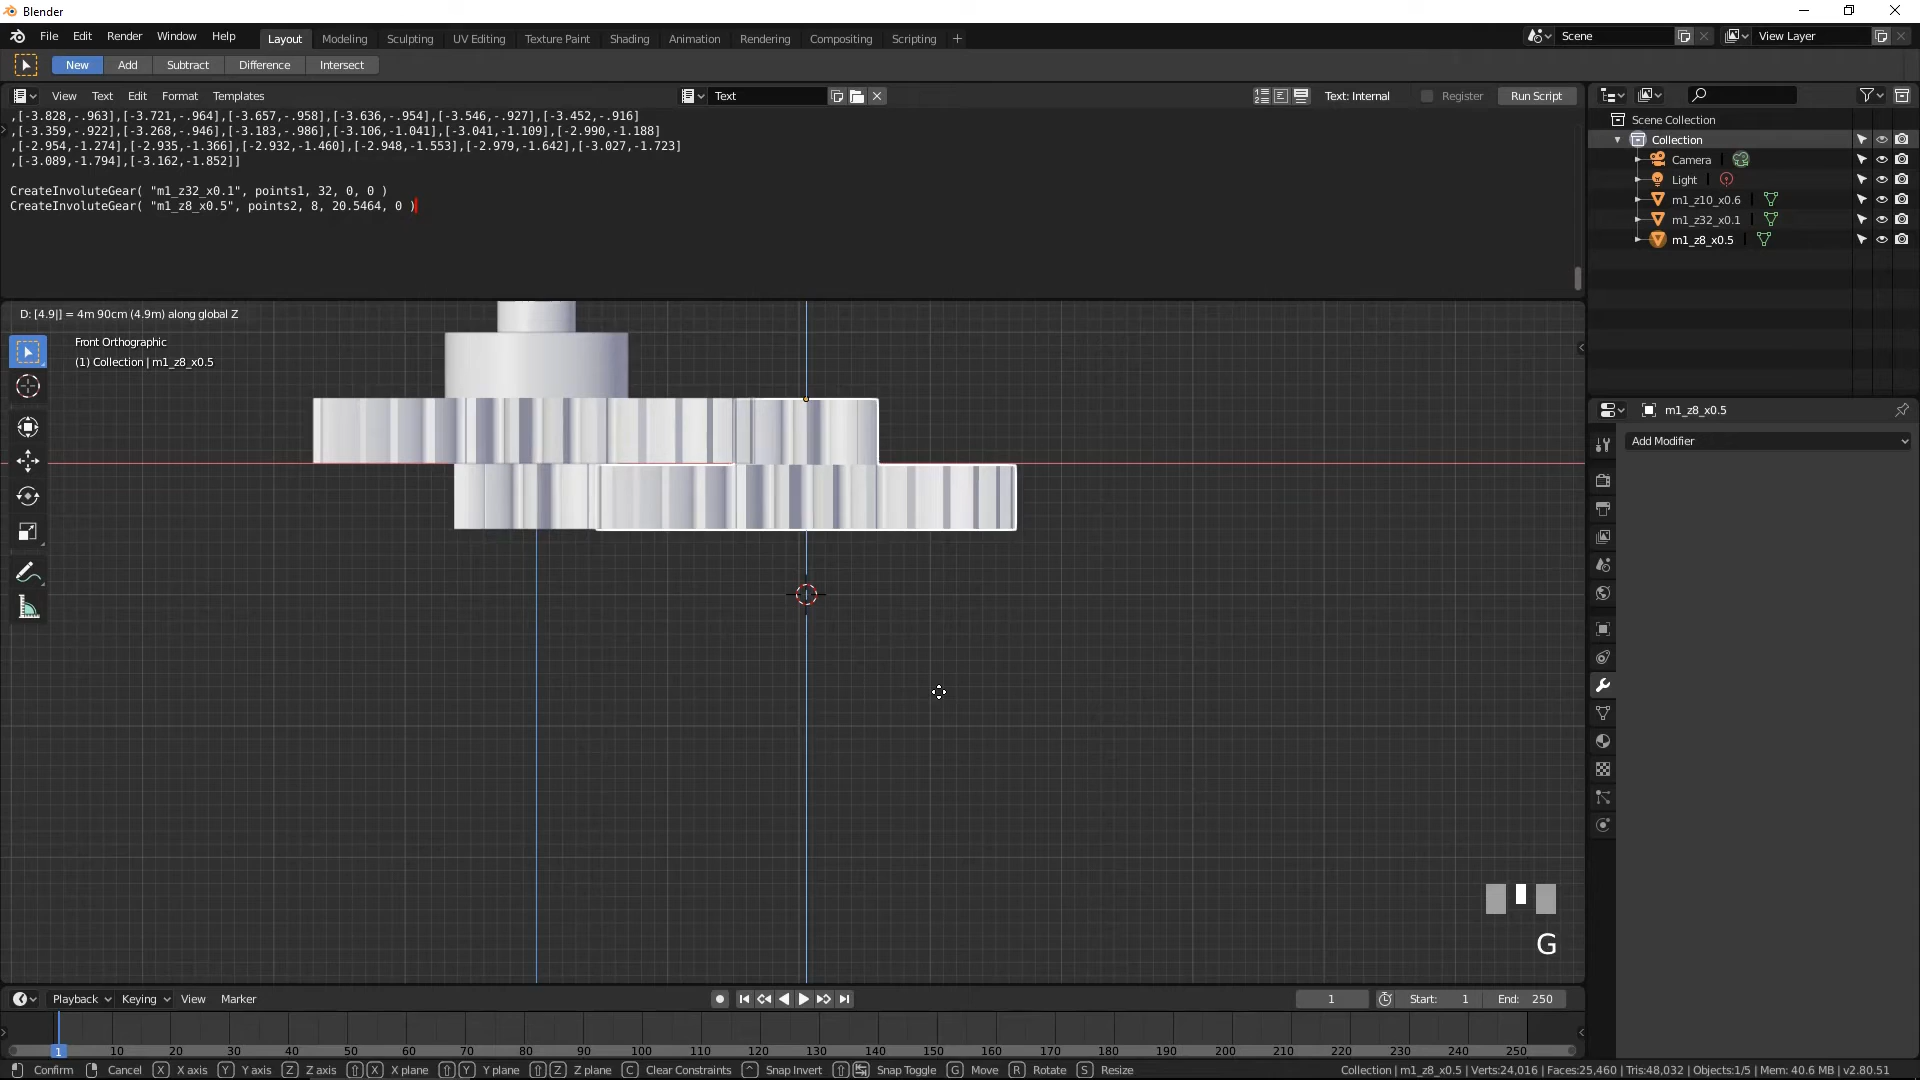 Blender
File Edit Render Window Help Layout Modeling Sculpting UV Editing Texture Paint Shading Animation Rendering Compositing Scripting + Scene View Layer
New Add Subtract Difference Intersect
View Text Edit Format Templates Text Text: Internal Register Run Script
,[-3.828,-.963],[-3.721,-.964],[-3.657,-.958],[-3.636,-.954],[-3.546,-.927],[-3.452,-.916]
,[-3.359,-.922],[-3.268,-.946],[-3.183,-.986],[-3.106,-1.041],[-3.041,-1.109],[-2.990,-1.188]
,[-2.954,-1.274],[-2.935,-1.366],[-2.932,-1.460],[-2.948,-1.553],[-2.979,-1.642],[-3.027,-1.723]
,[-3.089,-1.794],[-3.162,-1.852]]
CreateInvoluteGear( "m1_z32_x0.1", points1, 32, 0, 0 )
CreateInvoluteGear( "m1_z8_x0.5", points2, 8, 20.5464, 0 )
Scene Collection
Collection
Camera
Light
m1_z10_x0.6
m1_z32_x0.1
m1_z8_x0.5
D: [4.9|] = 4m 90cm (4.9m) along global Z
Front Orthographic
(1) Collection | m1_z8_x0.5
m1_z8_x0.5
Add Modifier
G
Playback Keying View Marker 1 Start: 1 End: 250
1 10 20 30 40 50 60 70 80 90 100 110 120 130 140 150 160 170 180 190 200 210 220 230 240 250
Confirm Cancel X X axis Y Y axis Z Z axis X X plane Y Y plane Z Z plane C Clear Constraints ^ Snap Invert Snap Toggle G Move R Rotate S Resize Collection | m1_z8_x0.5 | Verts:24,016 | Faces:25,460 | Tris:48,032 | Objects:1/5 | Mem: 40.6 MB | v2.80.51